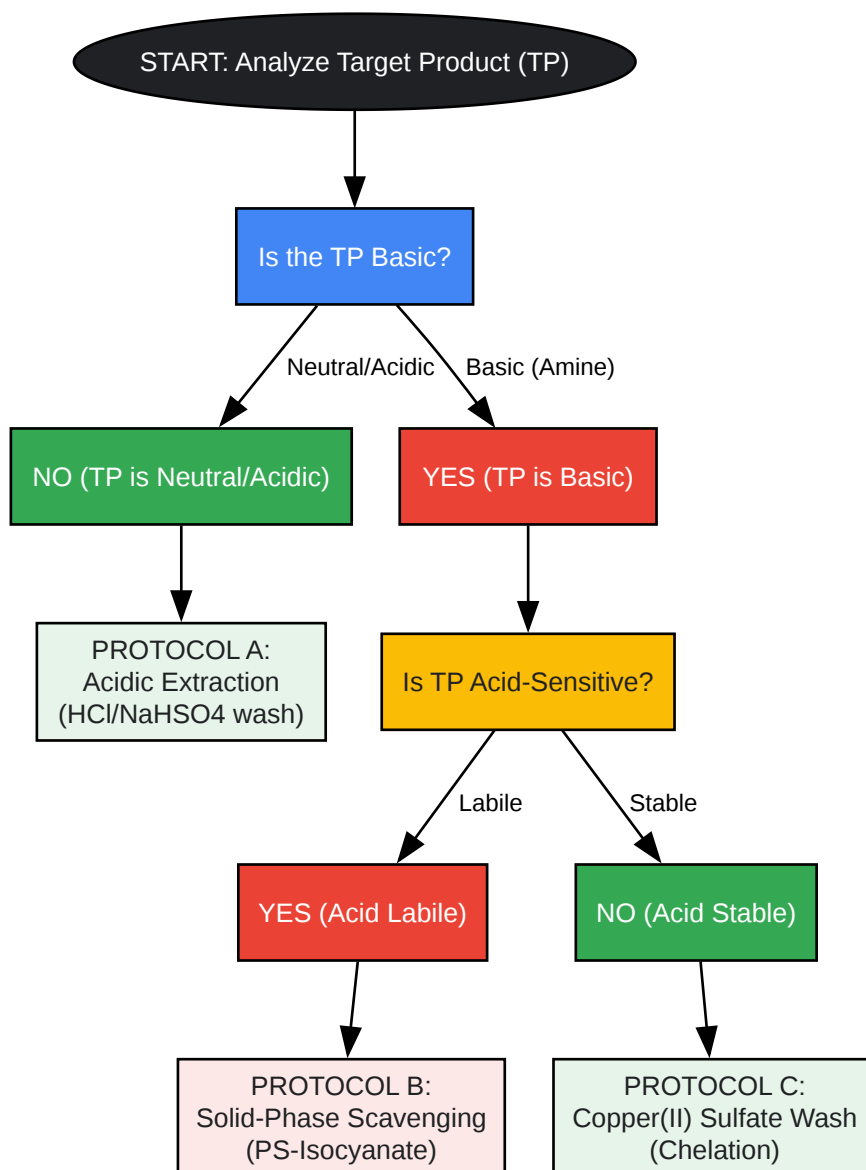 START: Analyze Target Product (TP)
Is the TP Basic?
Neutral/Acidic
Basic (Amine)
NO (TP is Neutral/Acidic)
YES (TP is Basic)
PROTOCOL A:
Acidic Extraction
(HCl/NaHSO4 wash)
Is TP Acid-Sensitive?
Labile
Stable
YES (Acid Labile)
NO (Acid Stable)
PROTOCOL B:
Solid-Phase Scavenging
(PS-Isocyanate)
PROTOCOL C:
Copper(II) Sulfate Wash
(Chelation)